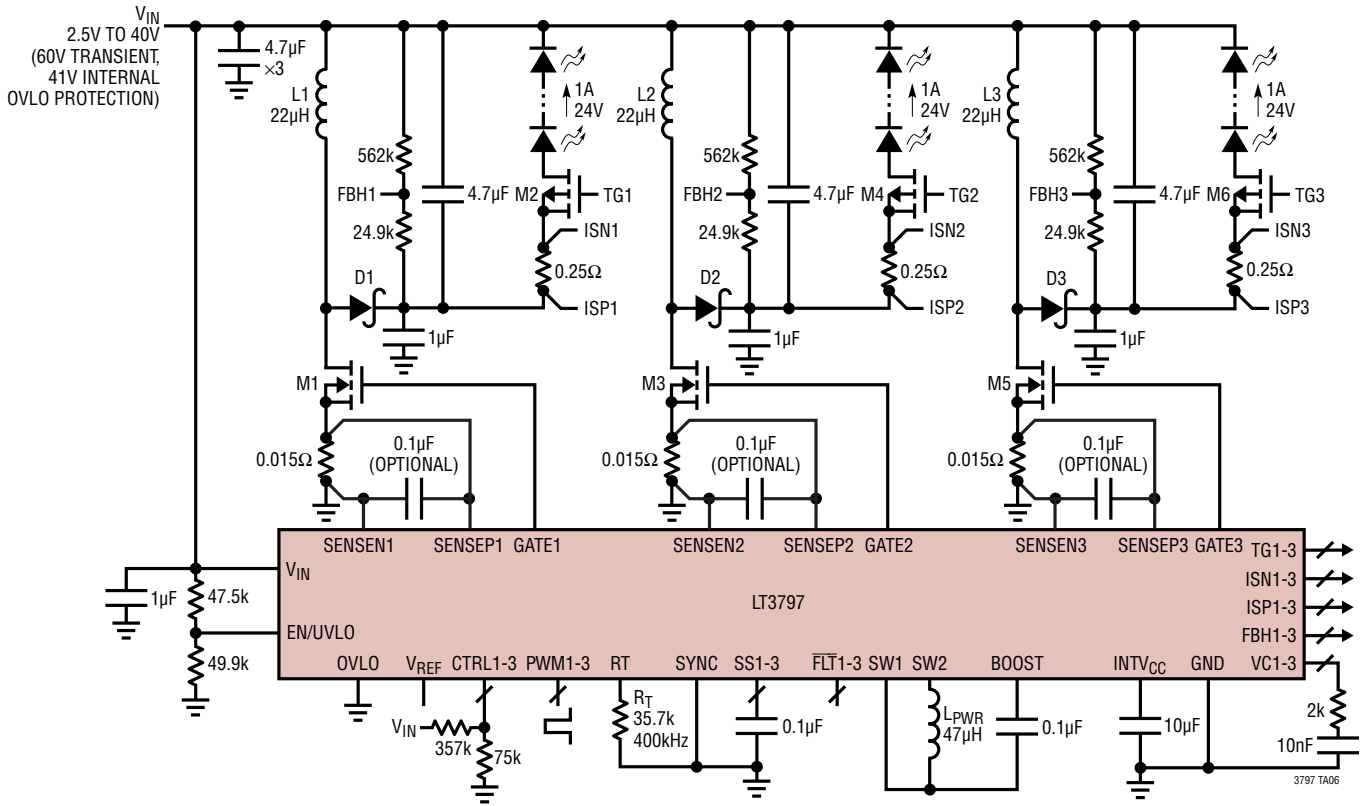 VIN
2.5V TO 40V
(60V TRANSIENT,
41V INTERNAL
OVLO PROTECTION)
4.7µF
×3
L1
22µH
562k
FBH1
24.9k
4.7µF
1A
24V
M2
TG1
ISN1
0.25Ω
ISP1
D1
1µF
M1
0.015Ω
0.1µF
(OPTIONAL)
L2
22µH
562k
FBH2
24.9k
4.7µF
1A
24V
M4
TG2
ISN2
0.25Ω
ISP2
D2
1µF
M3
0.015Ω
0.1µF
(OPTIONAL)
L3
22µH
562k
FBH3
24.9k
4.7µF
1A
24V
M6
TG3
ISN3
0.25Ω
ISP3
D3
1µF
M5
0.015Ω
0.1µF
(OPTIONAL)
SENSEN1 SENSEP1 GATE1 SENSEN2 SENSEP2 GATE2 SENSEN3 SENSEP3 GATE3
TG1-3
ISN1-3
ISP1-3
FBH1-3
VC1-3
VIN
LT3797
1µF
47.5k
EN/UVLO
49.9k
OVLO VREF CTRL1-3 PWM1-3 RT SYNC SS1-3 FLT1-3 SW1 SW2 BOOST INTVCC GND
VIN
357k
75k
RT
35.7k
400kHz
0.1µF
LPWR
47µH
0.1µF
10µF
2k
10nF
3797 TA06